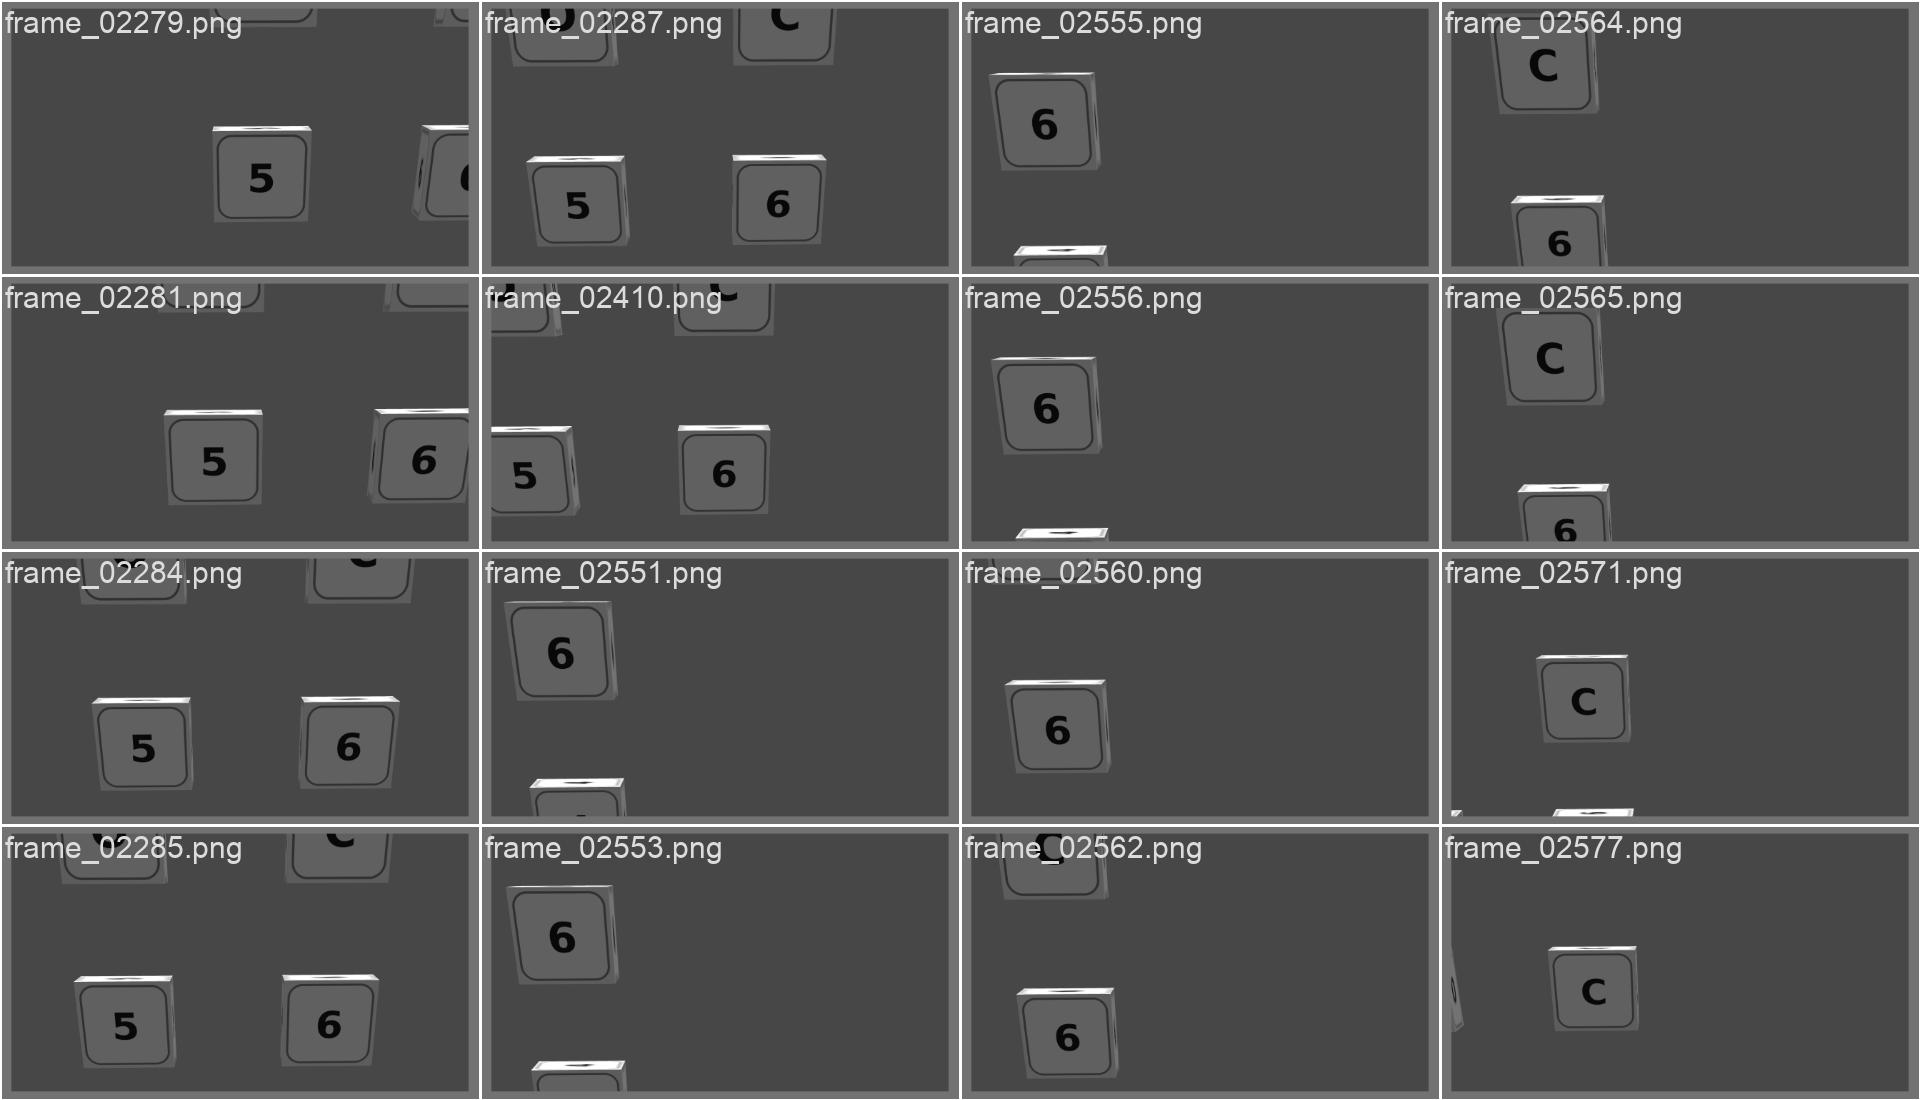 frame_02279.png frame_02287.png frame_02555.png frame_02564.png
C C
6
5 5 6 6
frame_02281.png frame_02410.png frame_02556.png frame_02565.png
C C
6
5 6 5 6 6
frame_02284.png frame_02551.png frame_02560.png frame_02571.png
C
6 C
5 6 6
frame_02285.png frame_02553.png frame_02562.png frame_02577.png
C C
6 C
5 6 6